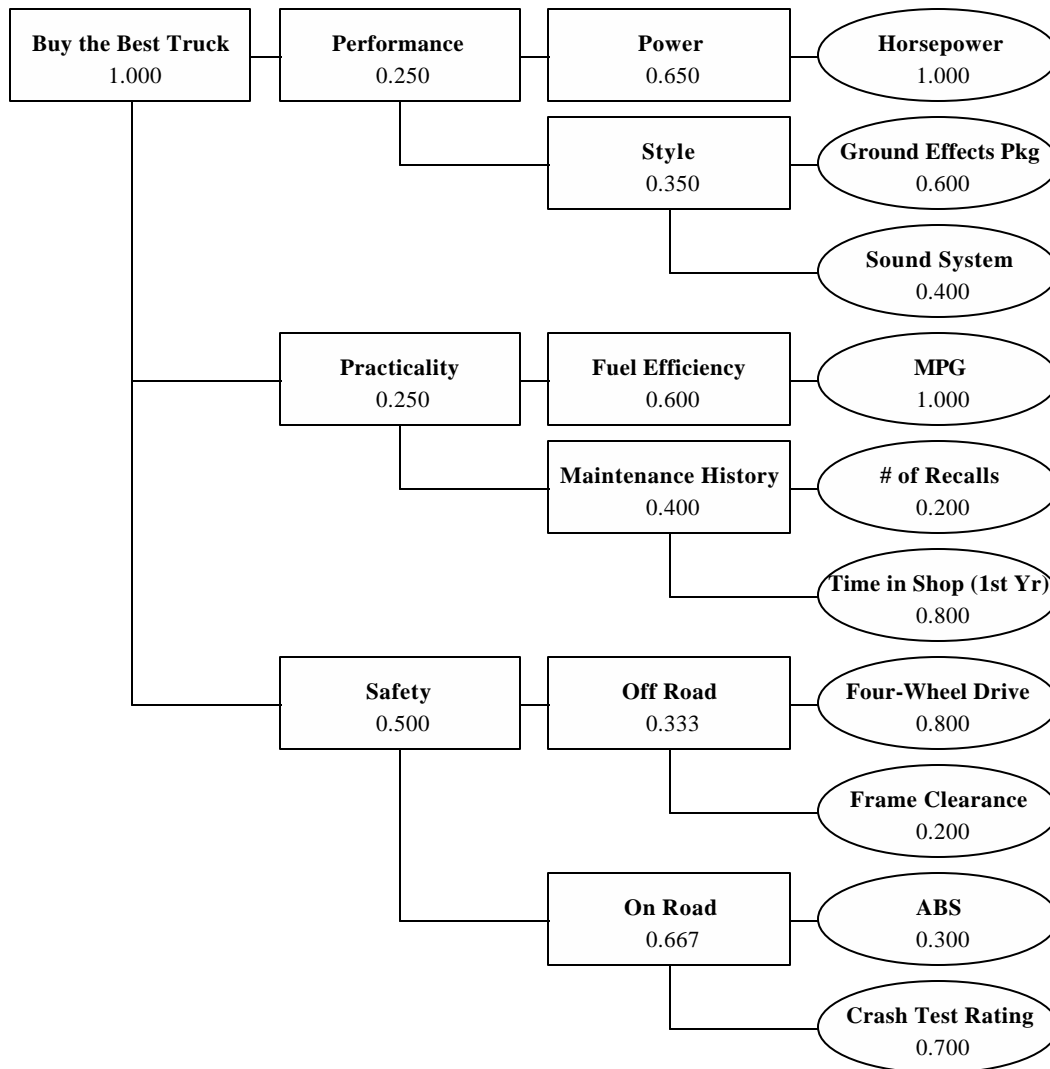 Buy the Best Truck
1.000
Performance
0.250
Power
0.650
Horsepower
1.000
Style
0.350
Ground Effects Pkg
0.600
Sound System
0.400
Practicality
0.250
Fuel Efficiency
0.600
MPG
1.000
Maintenance History
0.400
# of Recalls
0.200
Time in Shop (1st Yr)
0.800
Safety
0.500
Off Road
0.333
Four-Wheel Drive
0.800
Frame Clearance
0.200
On Road
0.667
ABS
0.300
Crash Test Rating
0.700